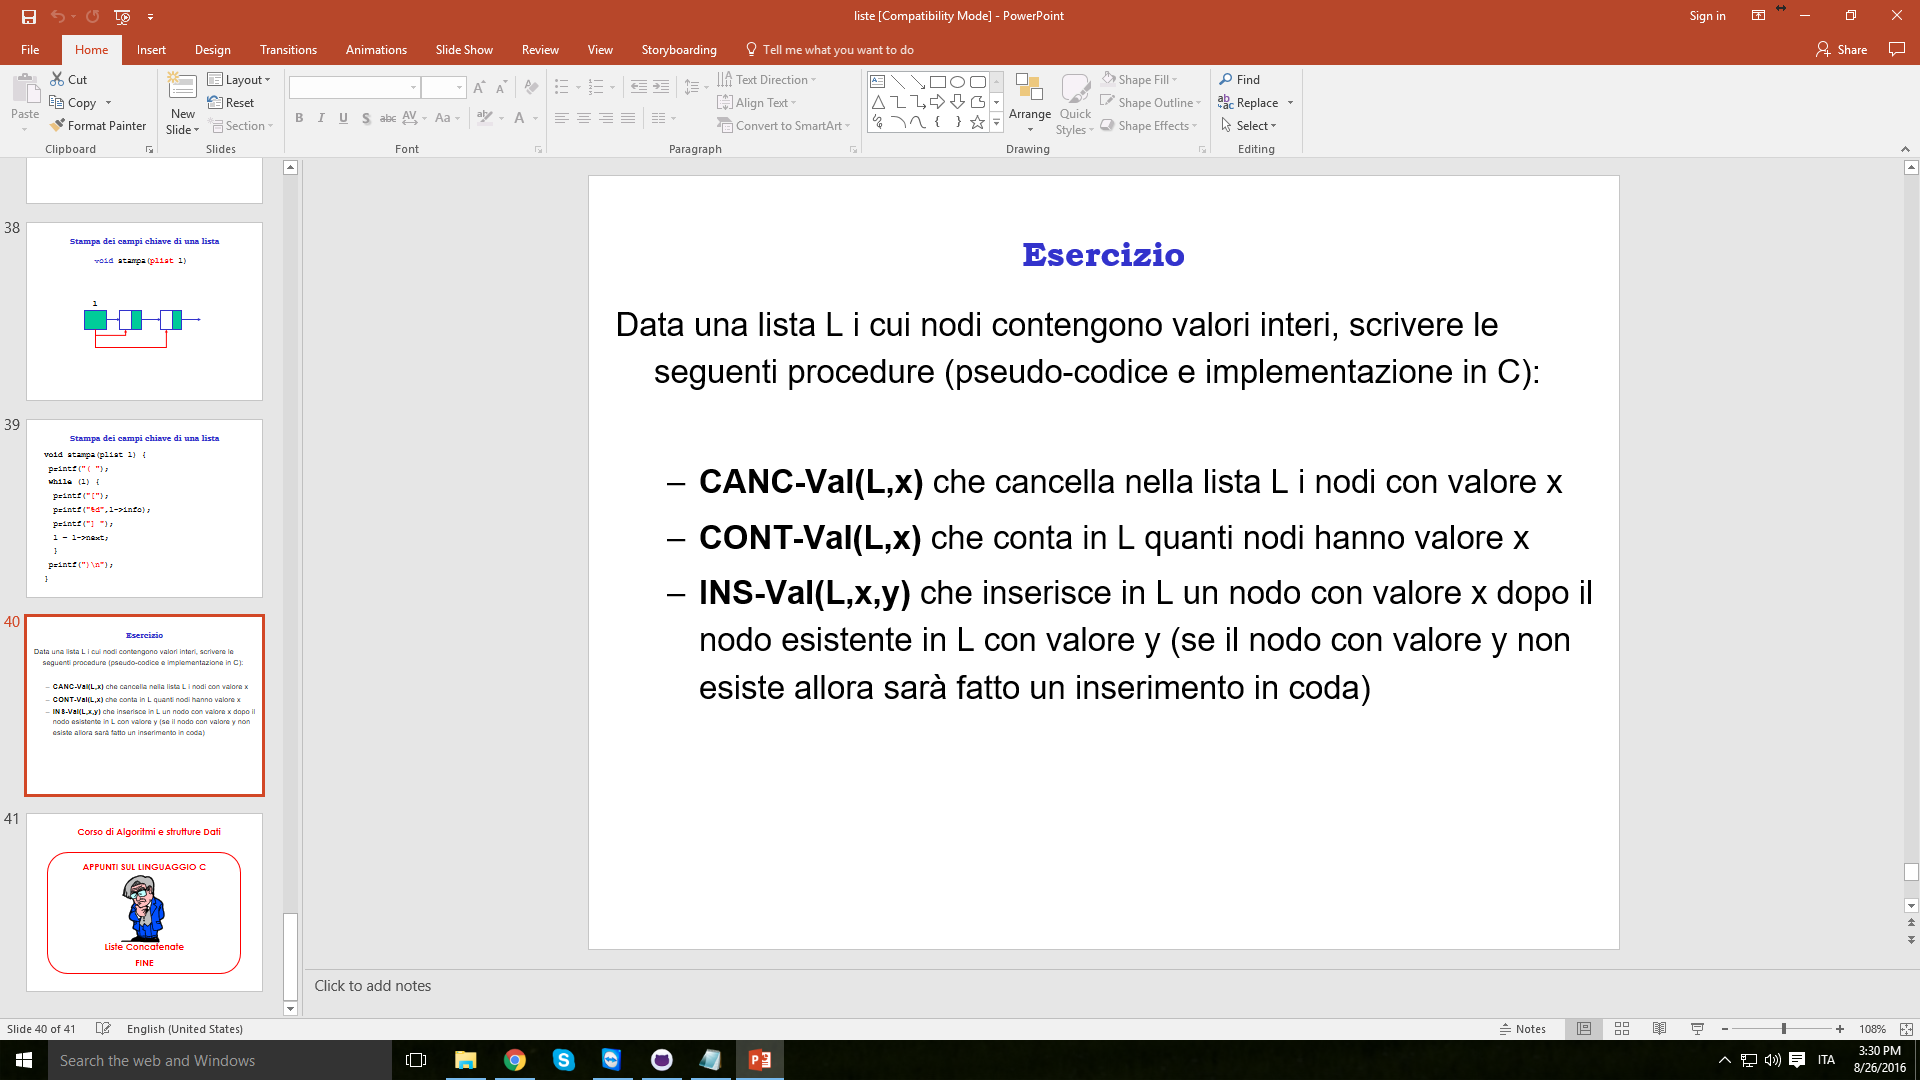 liste [Compatibility Mode] - PowerPoint
Sign in
File
Home
Insert
Design
Transitions
Animations
Slide Show
Review
View
Storyboarding
Tell me what you want to do
Share
Paste
Cut
Copy
Format Painter
Clipboard
New Slide
Layout
Reset
Section
Slides
B I U S abc AV Aa A
Font
Text Direction
Align Text
Convert to SmartArt
Paragraph
Arrange
Quick Styles
Shape Fill
Shape Outline
Shape Effects
Drawing
Find
Replace
Select
Editing
38
Stampa dei campi chiave di una lista
void stampa(plist l)
l
39
Stampa dei campi chiave di una lista
void stampa(plist l) {
printf("( ");
while (l) {
printf("[");
printf("%d",l->info);
printf("] ");
l = l->next;
}
printf(")\n");
}
40
Esercizio
Data una lista L i cui nodi contengono valori interi, scrivere le
seguenti procedure (pseudo-codice e implementazione in C):
– CANC-Val(L,x) che cancella nella lista L i nodi con valore x
– CONT-Val(L,x) che conta in L quanti nodi hanno valore x
– INS-Val(L,x,y) che inserisce in L un nodo con valore x dopo il
nodo esistente in L con valore y (se il nodo con valore y non
esiste allora sarà fatto un inserimento in coda)
41
Corso di Algoritmi e strutture Dati
APPUNTI SUL LINGUAGGIO C
Liste Concatenate
FINE
Esercizio
Data una lista L i cui nodi contengono valori interi, scrivere le
seguenti procedure (pseudo-codice e implementazione in C):
– CANC-Val(L,x) che cancella nella lista L i nodi con valore x
– CONT-Val(L,x) che conta in L quanti nodi hanno valore x
– INS-Val(L,x,y) che inserisce in L un nodo con valore x dopo il
nodo esistente in L con valore y (se il nodo con valore y non
esiste allora sarà fatto un inserimento in coda)
Click to add notes
Slide 40 of 41
English (United States)
Notes
108%
Search the web and Windows
ITA
3:30 PM
8/26/2016